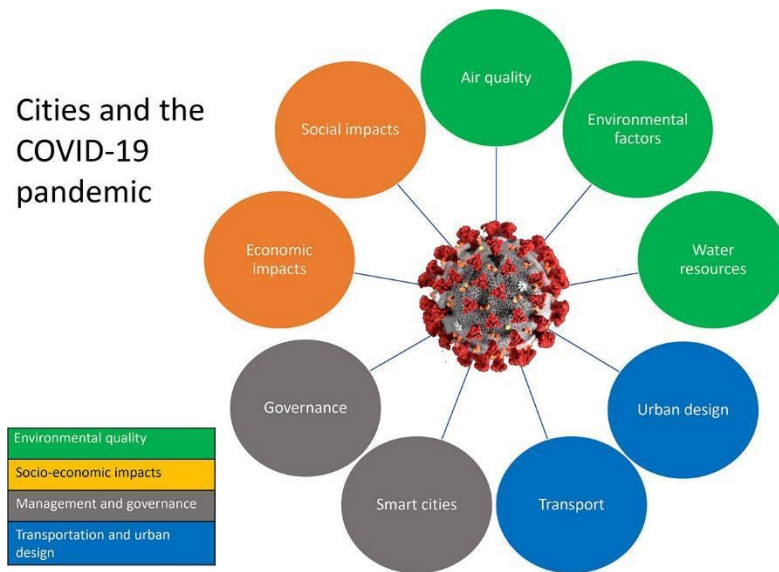 Cities and the
COVID-19
pandemic
Air quality
Environmental
factors
Water
resources
Urban design
Transport
Smart cities
Governance
Economic
impacts
Social impacts
Environmental quality
Socio-economic impacts
Management and governance
Transportation and urban
design